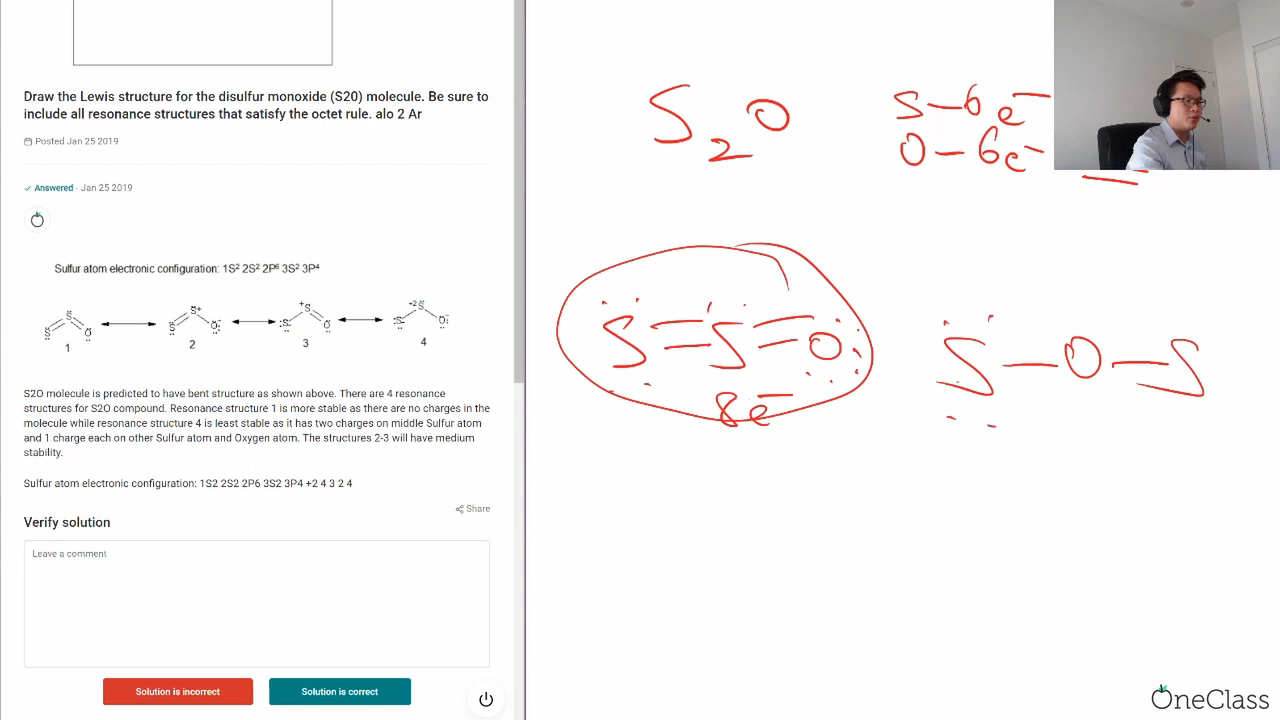 Draw the Lewis structure for the disulfur monoxide (S20) molecule. Be sure to
include all resonance structures that satisfy the octet rule. alo 2 Ar
Posted Jan 25 2019
Answered - Jan 25 2019
Sulfur atom electronic configuration: 1S² 2S² 2P⁶ 3S² 3P⁴
1
2
3
4
S2O molecule is predicted to have bent structure as shown above. There are 4 resonance
structures for S2O compound. Resonance structure 1 is more stable as there are no charges in the
molecule while resonance structure 4 is least stable as it has two charges on middle Sulfur atom
and 1 charge each on other Sulfur atom and Oxygen atom. The structures 2-3 will have medium
stability.
Sulfur atom electronic configuration: 1S2 2S2 2P6 3S2 3P4 +2 4 3 2 4
Share
Verify solution
Leave a comment
Solution is incorrect
Solution is correct
S₂O
S–6e⁻
O–6e⁻
S=S=O
8e⁻
S–O–S
OneClass